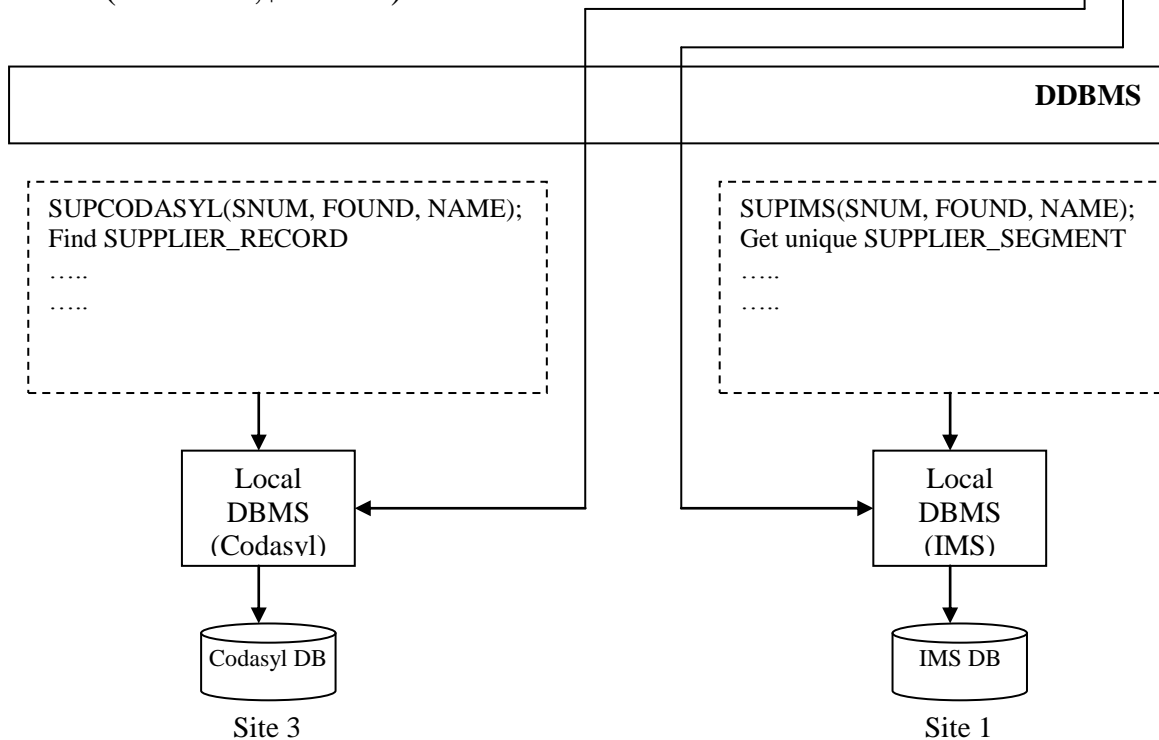 DDBMS
SUPCODASYL(SNUM, FOUND, NAME);
Find SUPPLIER_RECORD
…..
…..
SUPIMS(SNUM, FOUND, NAME);
Get unique SUPPLIER_SEGMENT
…..
…..
Local
DBMS
(Codasyl)
Local
DBMS
(IMS)
Codasyl DB
IMS DB
Site 3
Site 1